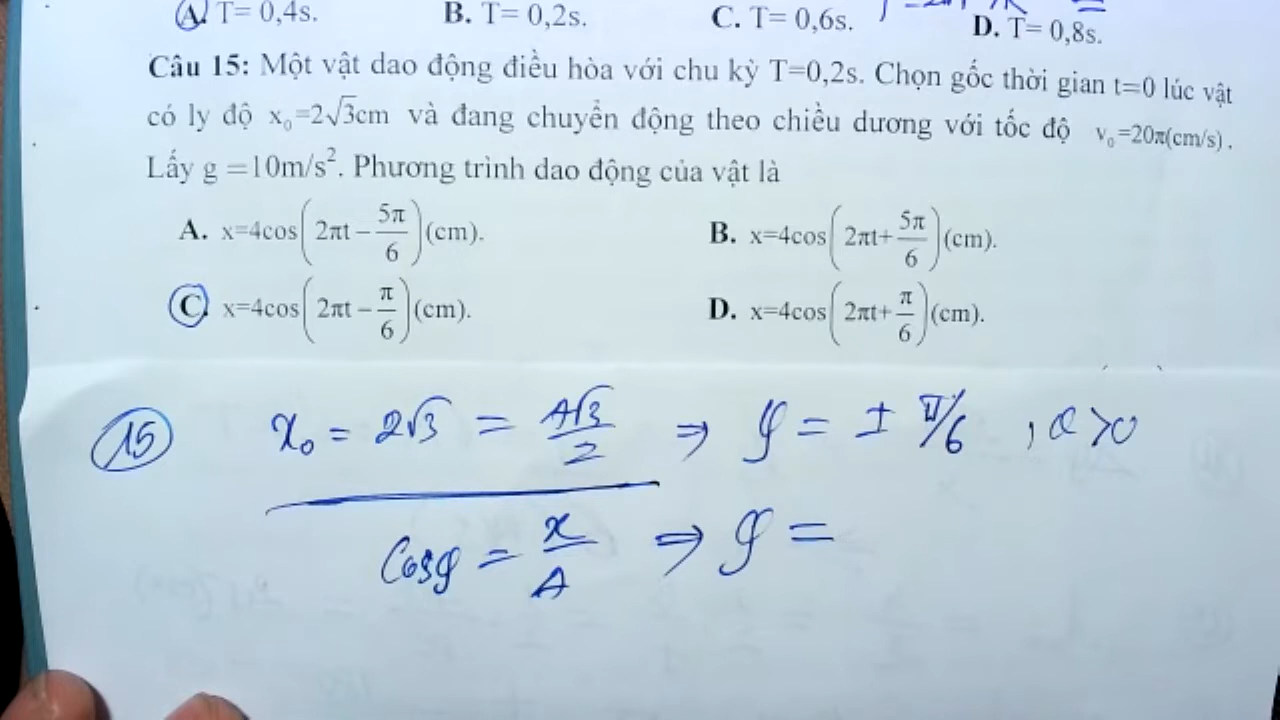 A. T= 0,4s. B. T= 0,2s. C. T= 0,6s. D. T= 0,8s.
Câu 15: Một vật dao động điều hòa với chu kỳ T=0,2s. Chọn gốc thời gian t=0 lúc vật
có ly độ x₀=2√3cm và đang chuyển động theo chiều dương với tốc độ v₀=20π(cm/s).
Lấy g =10m/s². Phương trình dao động của vật là
A. x=4cos(2πt − 5π/6)(cm). B. x=4cos(2πt+ 5π/6)(cm).
C. x=4cos(2πt − π/6)(cm). D. x=4cos(2πt+ π/6)(cm).
15 x₀ = 2√3 = A√3/2 ⇒ φ = ± π/6 , v>0
cosφ = x/A ⇒ φ =